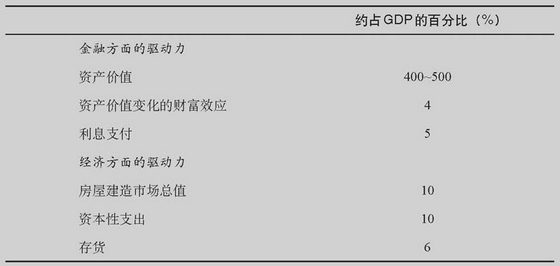 约占GDP的百分比（%）
金融方面的驱动力
资产价值 400~500
资产价值变化的财富效应 4
利息支付 5
经济方面的驱动力
房屋建造市场总值 10
资本性支出 10
存货 6